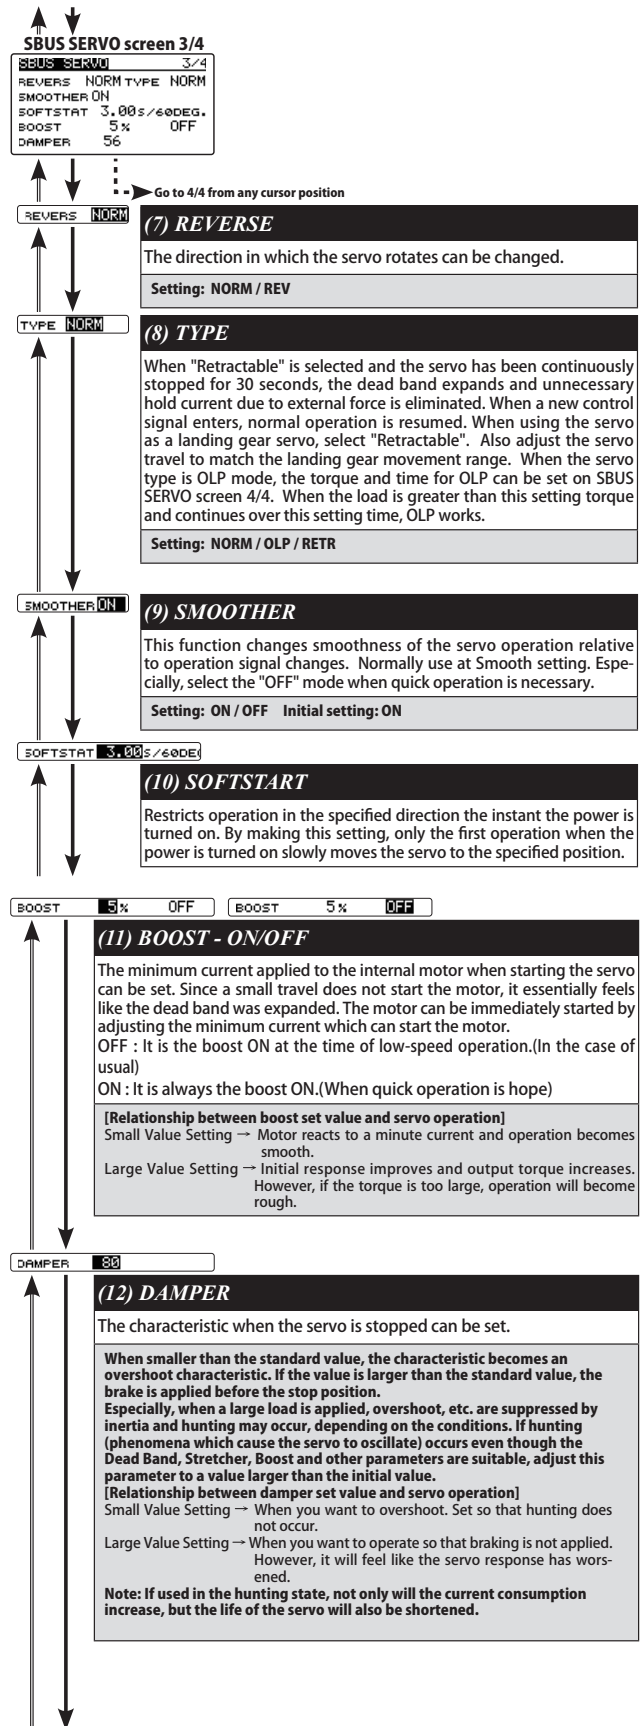 SBUS SERVO screen 3/4
SBUS SERVO 3/4
REVERS NORM TYPE NORM
SMOOTHER ON
SOFTSTAT 3.00s/60DEG.
BOOST 5% OFF
DAMPER 56
Go to 4/4 from any cursor position
REVERS NORM
(7) REVERSE
The direction in which the servo rotates can be changed.
Setting: NORM / REV
TYPE NORM
(8) TYPE
When "Retractable" is selected and the servo has been continuously
stopped for 30 seconds, the dead band expands and unnecessary
hold current due to external force is eliminated. When a new control
signal enters, normal operation is resumed. When using the servo
as a landing gear servo, select "Retractable". Also adjust the servo
travel to match the landing gear movement range. When the servo
type is OLP mode, the torque and time for OLP can be set on SBUS
SERVO screen 4/4. When the load is greater than this setting torque
and continues over this setting time, OLP works.
Setting: NORM / OLP / RETR
SMOOTHER ON
(9) SMOOTHER
This function changes smoothness of the servo operation relative
to operation signal changes. Normally use at Smooth setting. Espe-
cially, select the "OFF" mode when quick operation is necessary.
Setting: ON / OFF Initial setting: ON
SOFTSTAT 3.00s/60DE
(10) SOFTSTART
Restricts operation in the specified direction the instant the power is
turned on. By making this setting, only the first operation when the
power is turned on slowly moves the servo to the specified position.
BOOST 5% OFF BOOST 5% OFF
(11) BOOST - ON/OFF
The minimum current applied to the internal motor when starting the servo
can be set. Since a small travel does not start the motor, it essentially feels
like the dead band was expanded. The motor can be immediately started by
adjusting the minimum current which can start the motor.
OFF : It is the boost ON at the time of low-speed operation.(In the case of
usual)
ON : It is always the boost ON.(When quick operation is hope)
[Relationship between boost set value and servo operation]
Small Value Setting → Motor reacts to a minute current and operation becomes
smooth.
Large Value Setting → Initial response improves and output torque increases.
However, if the torque is too large, operation will become
rough.
DAMPER 80
(12) DAMPER
The characteristic when the servo is stopped can be set.
When smaller than the standard value, the characteristic becomes an
overshoot characteristic. If the value is larger than the standard value, the
brake is applied before the stop position.
Especially, when a large load is applied, overshoot, etc. are suppressed by
inertia and hunting may occur, depending on the conditions. If hunting
(phenomena which cause the servo to oscillate) occurs even though the
Dead Band, Stretcher, Boost and other parameters are suitable, adjust this
parameter to a value larger than the initial value.
[Relationship between damper set value and servo operation]
Small Value Setting → When you want to overshoot. Set so that hunting does
not occur.
Large Value Setting → When you want to operate so that braking is not applied.
However, it will feel like the servo response has wors-
ened.
Note: If used in the hunting state, not only will the current consumption
increase, but the life of the servo will also be shortened.